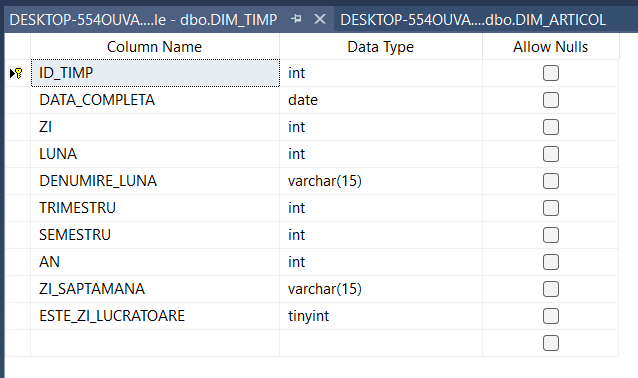 DESKTOP-554OUVA....le - dbo.DIM_TIMP DESKTOP-554OUVA....dbo.DIM_ARTICOL
Column Name Data Type Allow Nulls
ID_TIMP int
DATA_COMPLETA date
ZI int
LUNA int
DENUMIRE_LUNA varchar(15)
TRIMESTRU int
SEMESTRU int
AN int
ZI_SAPTAMANA varchar(15)
ESTE_ZI_LUCRATOARE tinyint